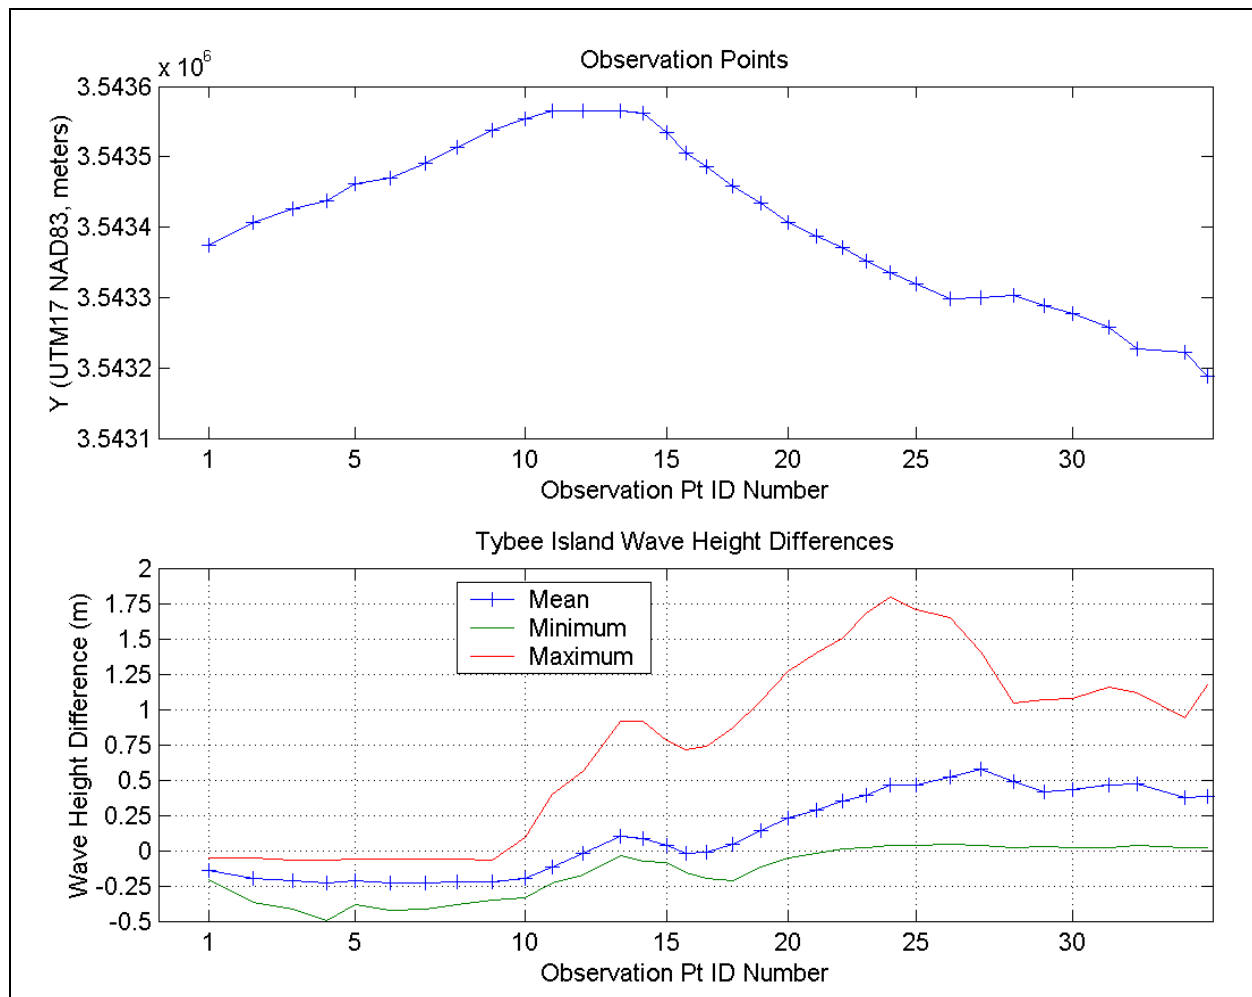 x 10^6
Observation Points
3.5436
3.5435
3.5434
3.5433
3.5432
3.5431
Y (UTM17 NAD83, meters)
1 5 10 15 20 25 30
Observation Pt ID Number
Tybee Island Wave Height Differences
2
1.75
1.5
1.25
1
0.75
0.5
0.25
0
-0.25
-0.5
Wave Height Difference (m)
Mean
Minimum
Maximum
1 5 10 15 20 25 30
Observation Pt ID Number